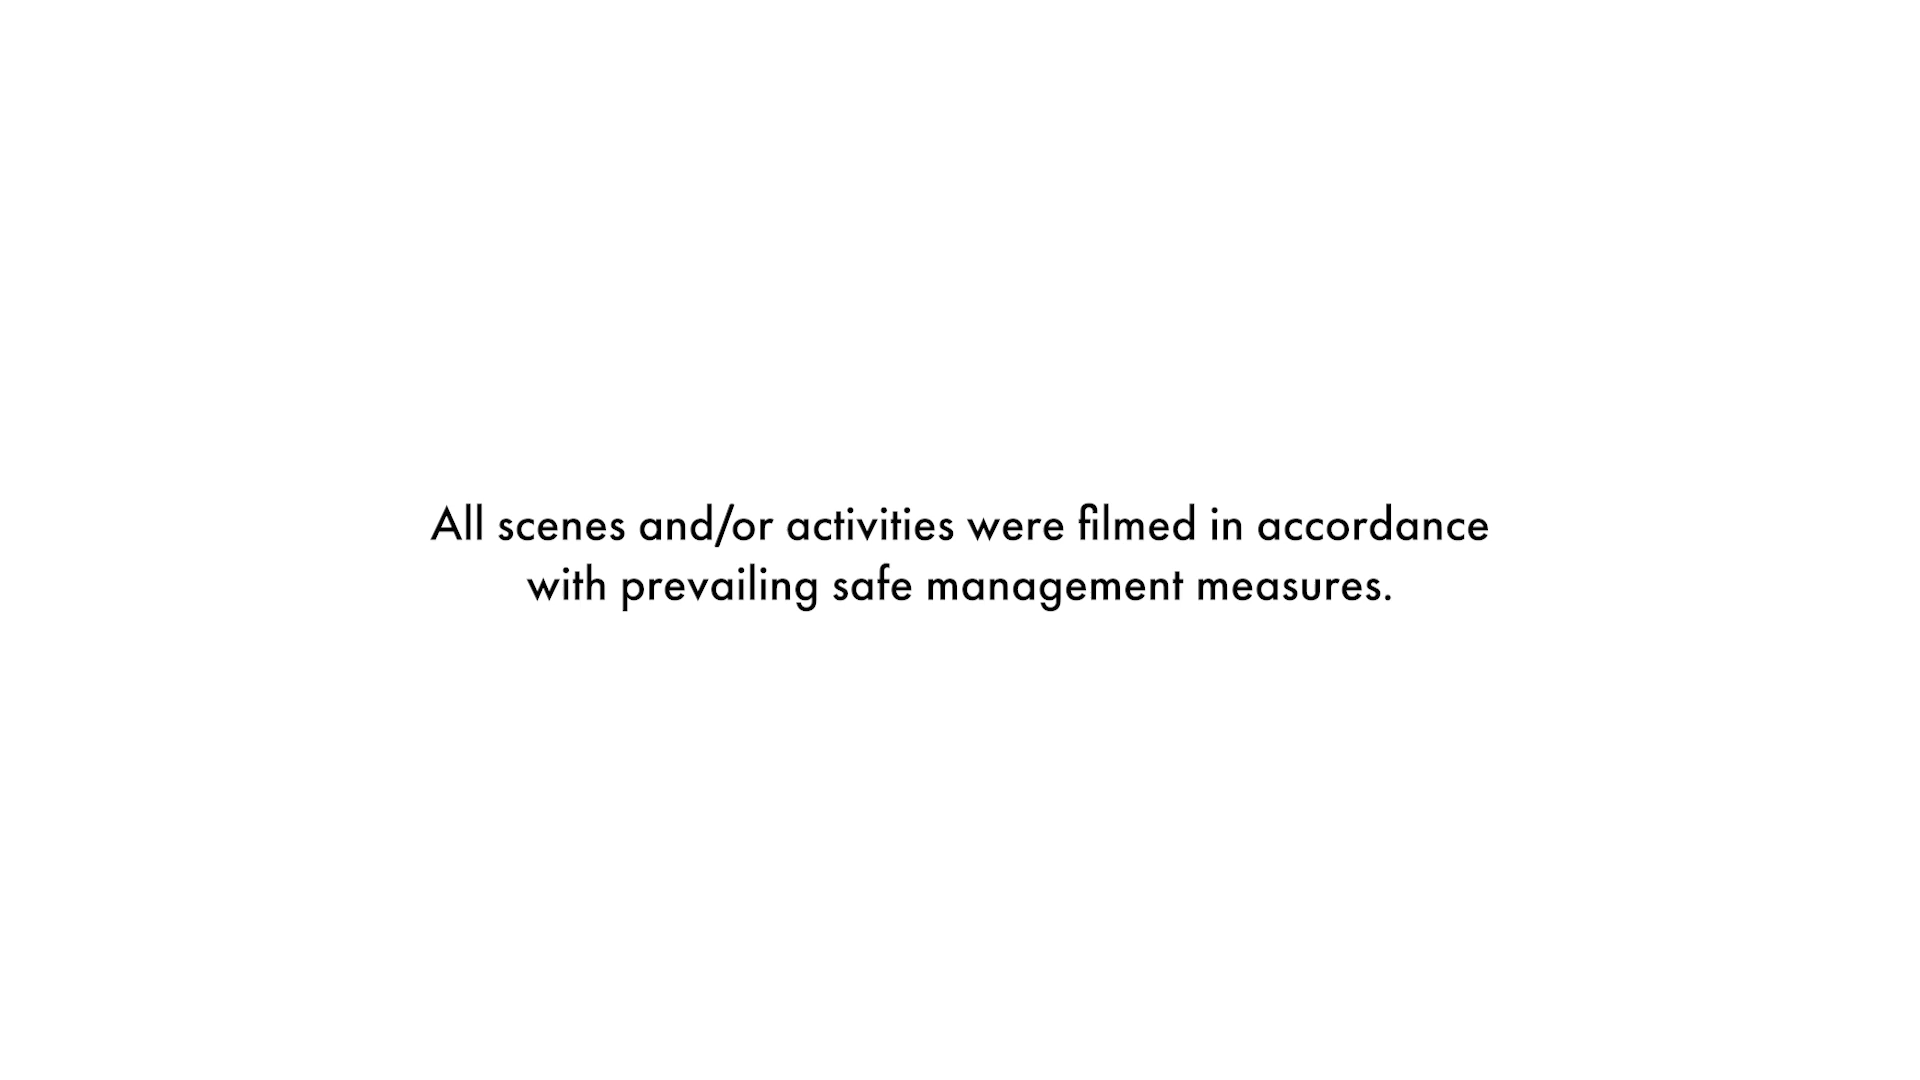 All scenes and/or activities were filmed in accordance
with prevailing safe management measures.